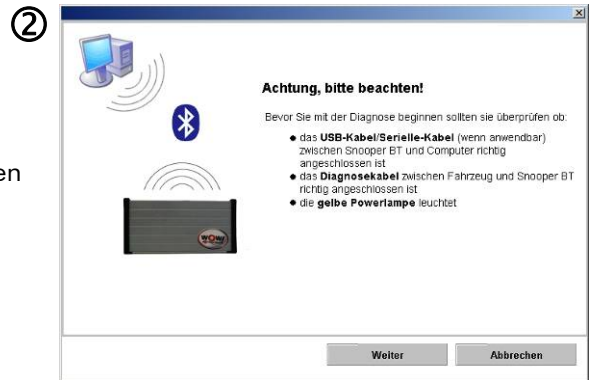 ②
Achtung, bitte beachten!
Bevor Sie mit der Diagnose beginnen sollten sie überprüfen ob:
● das USB-Kabel/Serielle-Kabel (wenn anwendbar)
zwischen Snooper BT und Computer richtig
angeschlossen ist
● das Diagnosekabel zwischen Fahrzeug und Snooper BT
richtig angeschlossen ist
● die gelbe Powerlampe leuchtet
en
WOW!
Weiter Abbrechen